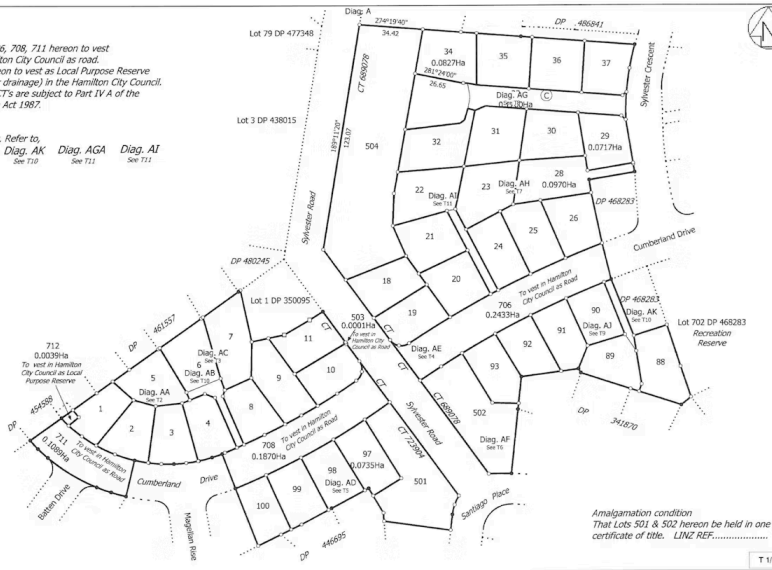 6, 708, 711 hereon to vest
ton City Council as road.
on to vest as Local Purpose Reserve
drainage) in the Hamilton City Council.
CT's are subject to Part IV A of the
Act 1987.
Refer to,
Diag. AK Diag. AGA Diag. AI
See T10 See T11 See T11
Diag. A
274°19'40"
34.42
Lot 79 DP 477348
DP 486841
34
0.0827Ha
35
36
37
281°24'00"
26.65
CT 689078
Sylvester Crescent
Diag. AG
C
Lot 3 DP 438015
189°11'20"
123.07
504
32
31
30
29
0.0717Ha
28
0.0970Ha
22
23
Diag. AH
See T7
Diag. AI
See T11
DP 468283
Sylvester Road
21
24
25
26
Cumberland Drive
DP 480245
18
20
19
To vest in Hamilton
City Council as Road
706
0.2433Ha
Lot 1 DP 350095
503
0.0001Ha
To vest in
Hamilton City
Council as Road
CT
CT
DP 468283
Diag. AK
See T10
Lot 702 DP 468283
Recreation
Reserve
90
Diag. AJ
See T9
91
92
93
89
88
DP 461557
7
11
Diag. AE
See T4
712
0.0039Ha
To vest in Hamilton
City Council as Local
Purpose Reserve
Diag. AC
See T3
6
Diag. AB
See T10
5
Diag. AA
See T2
9
10
CT
CT 689078
502
DP 341870
DP 454588
1
2
3
4
8
Sylvester Road
Diag. AF
See T6
711
0.1089Ha
To vest in Hamilton
City Council as Road
708
0.1870Ha
To vest in Hamilton
City Council as Road
CT 723904
97
0.0735Ha
98
Diag. AD
See T5
99
100
501
Batten Drive
Cumberland Drive
Magellan Rise
Santiago Place
DP 446695
Amalgamation condition
That Lots 501 & 502 hereon be held in one
certificate of title. LINZ REF..................
T 1/